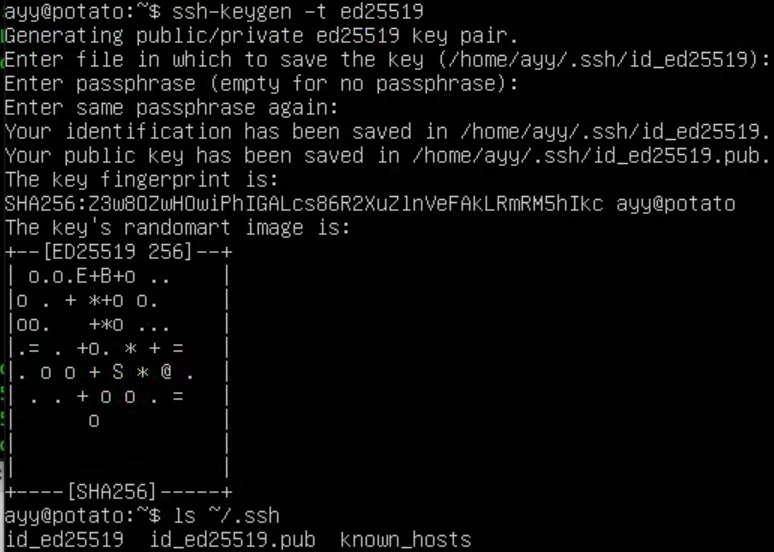 ayy@potato:~$ ssh-keygen -t ed25519
Generating public/private ed25519 key pair.
Enter file in which to save the key (/home/ayy/.ssh/id_ed25519):
Enter passphrase (empty for no passphrase):
Enter same passphrase again:
Your identification has been saved in /home/ayy/.ssh/id_ed25519.
Your public key has been saved in /home/ayy/.ssh/id_ed25519.pub.
The key fingerprint is:
SHA256:Z3w8OZwHOwiPhIGALcs86R2XuZlnVeFAkLRmRM5hIkc ayy@potato
The key's randomart image is:
+--[ED25519 256]--+
| o.o.E+B+o ..    |
|o . + *+o o.     |
|oo.   +*o ...    |
|.= . +o. * + =   |
|. o o + S * @ .  |
| . . + o o . =   |
|      o          |
|                 |
|                 |
+----[SHA256]-----+
ayy@potato:~$ ls ~/.ssh
id_ed25519  id_ed25519.pub  known_hosts